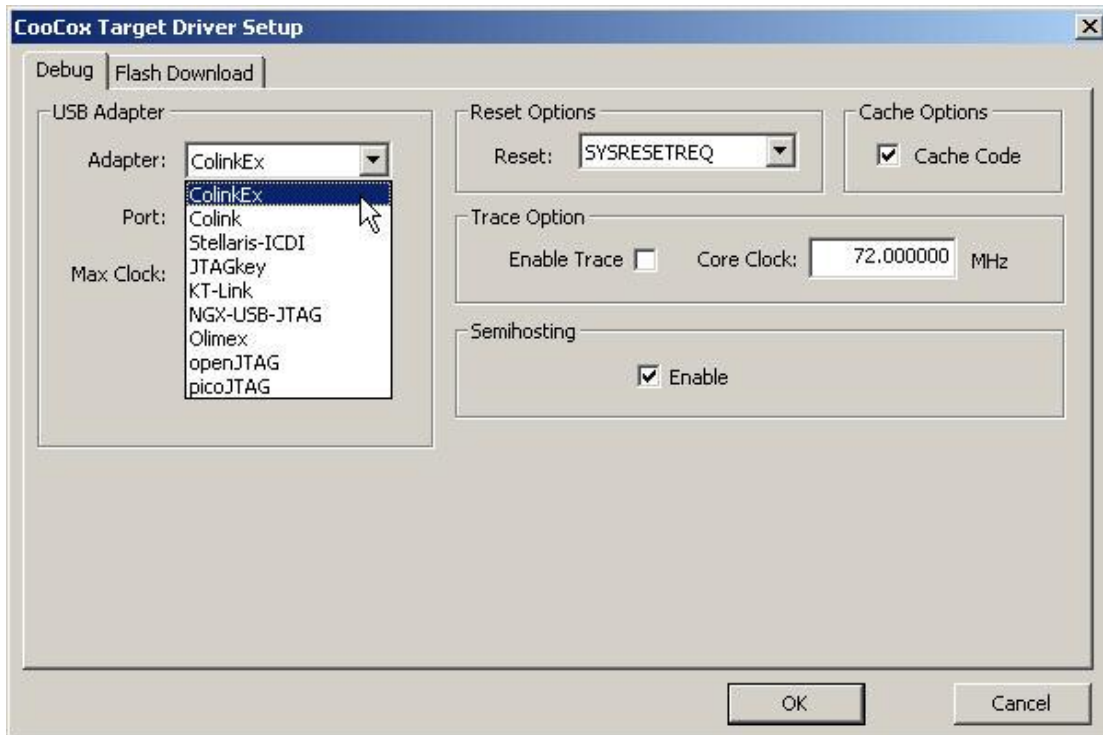 CooCox Target Driver Setup
Debug
Flash Download
USB Adapter
Adapter: ColinkEx
ColinkEx
Colink
Stellaris-ICDI
JTAGkey
KT-Link
NGX-USB-JTAG
Olimex
openJTAG
picoJTAG
Port:
Max Clock:
Reset Options
Reset: SYSRESETREQ
Cache Options
Cache Code
Trace Option
Enable Trace
Core Clock: 72.000000 MHz
Semihosting
Enable
OK
Cancel